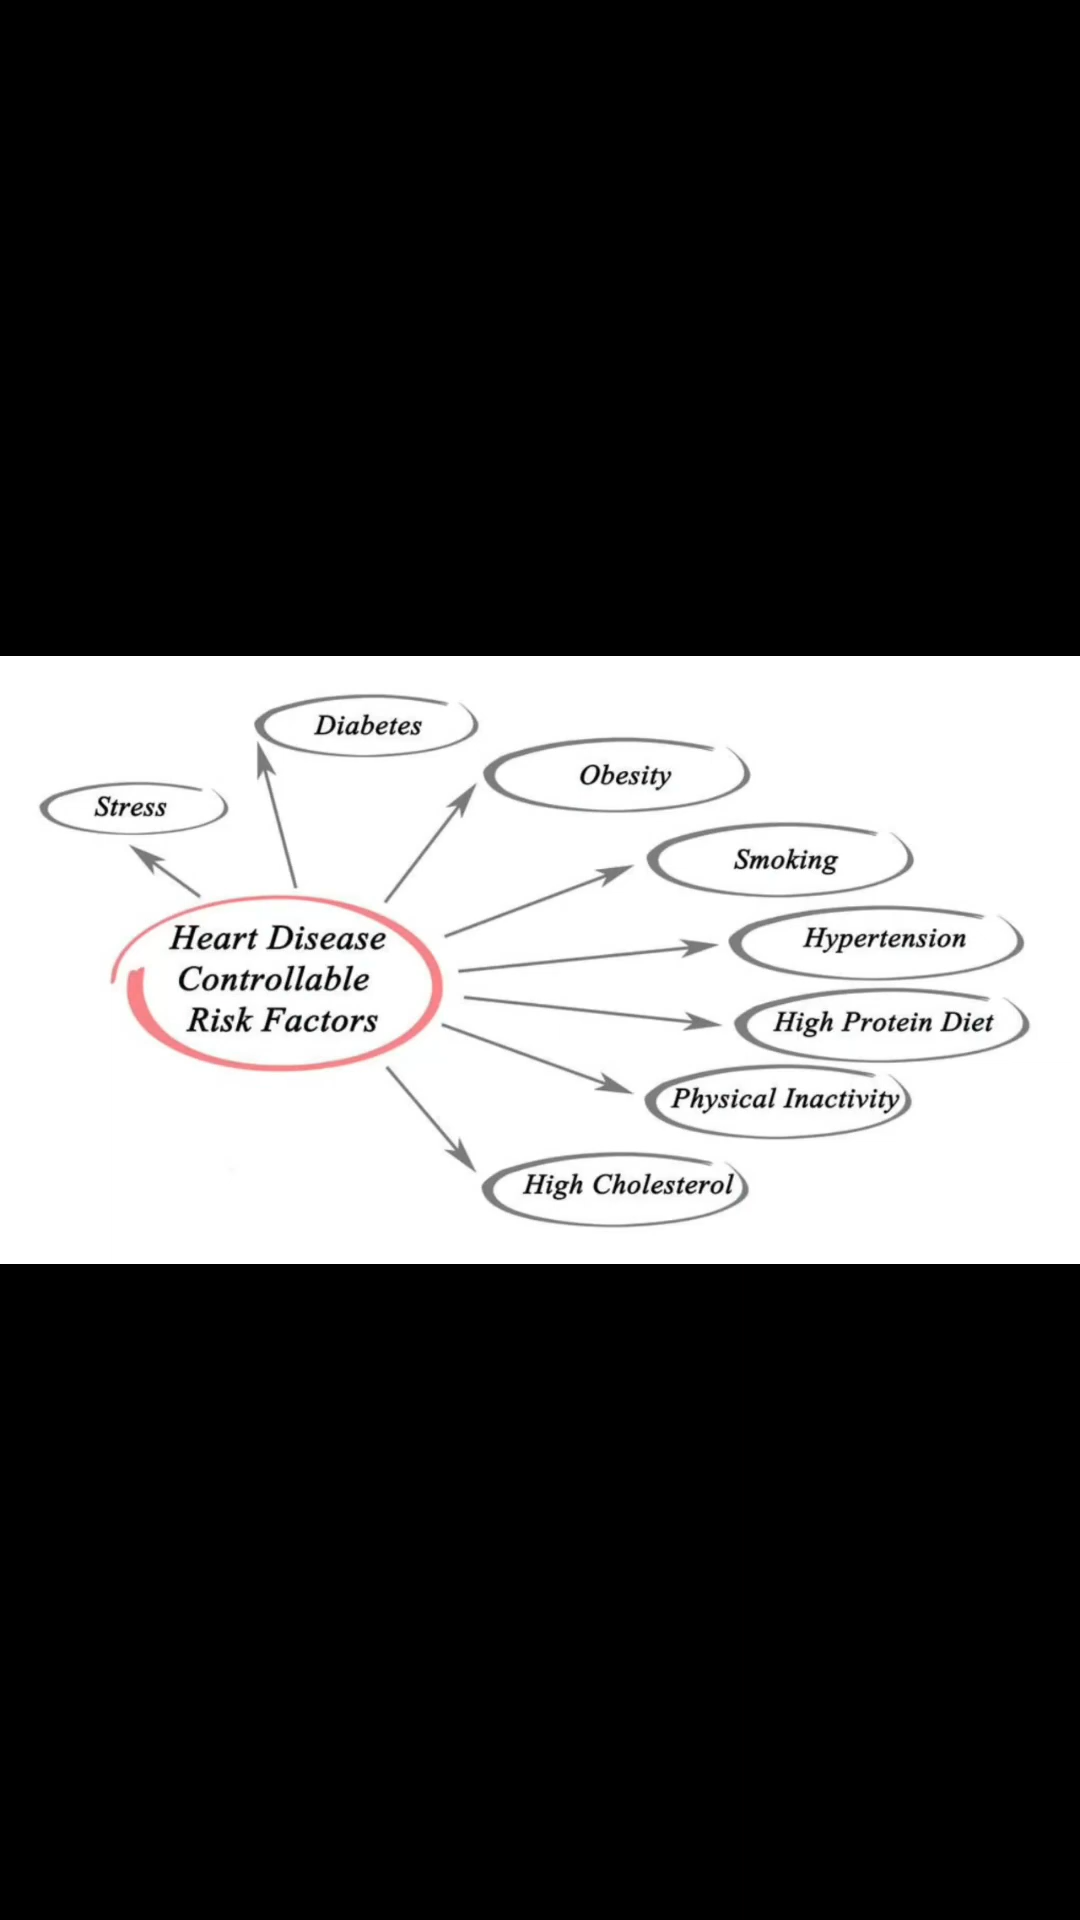 Diabetes
Obesity
Stress
Smoking
Heart Disease
Controllable
Risk Factors
Hypertension
High Protein Diet
Physical Inactivity
High Cholesterol